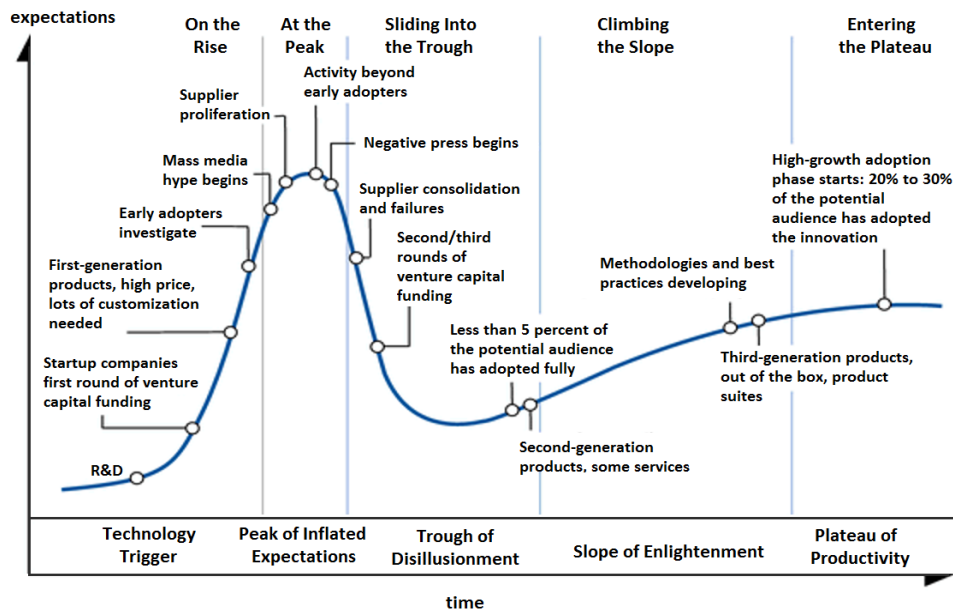 expectations
On the
Rise
At the
Peak
Sliding Into
the Trough
Climbing
the Slope
Entering
the Plateau
Activity beyond
early adopters
Supplier
proliferation
Negative press begins
Mass media
hype begins
High-growth adoption
phase starts: 20% to 30%
of the potential
audience has adopted
the innovation
Supplier consolidation
and failures
Early adopters
investigate
Second/third
rounds of
venture capital
funding
First-generation
products, high price,
lots of customization
needed
Methodologies and best
practices developing
Less than 5 percent of
the potential audience
has adopted fully
Startup companies
first round of venture
capital funding
Third-generation products,
out of the box, product
suites
Second-generation
products, some services
R&D
Technology
Trigger
Peak of Inflated
Expectations
Trough of
Disillusionment
Slope of Enlightenment
Plateau of
Productivity
time